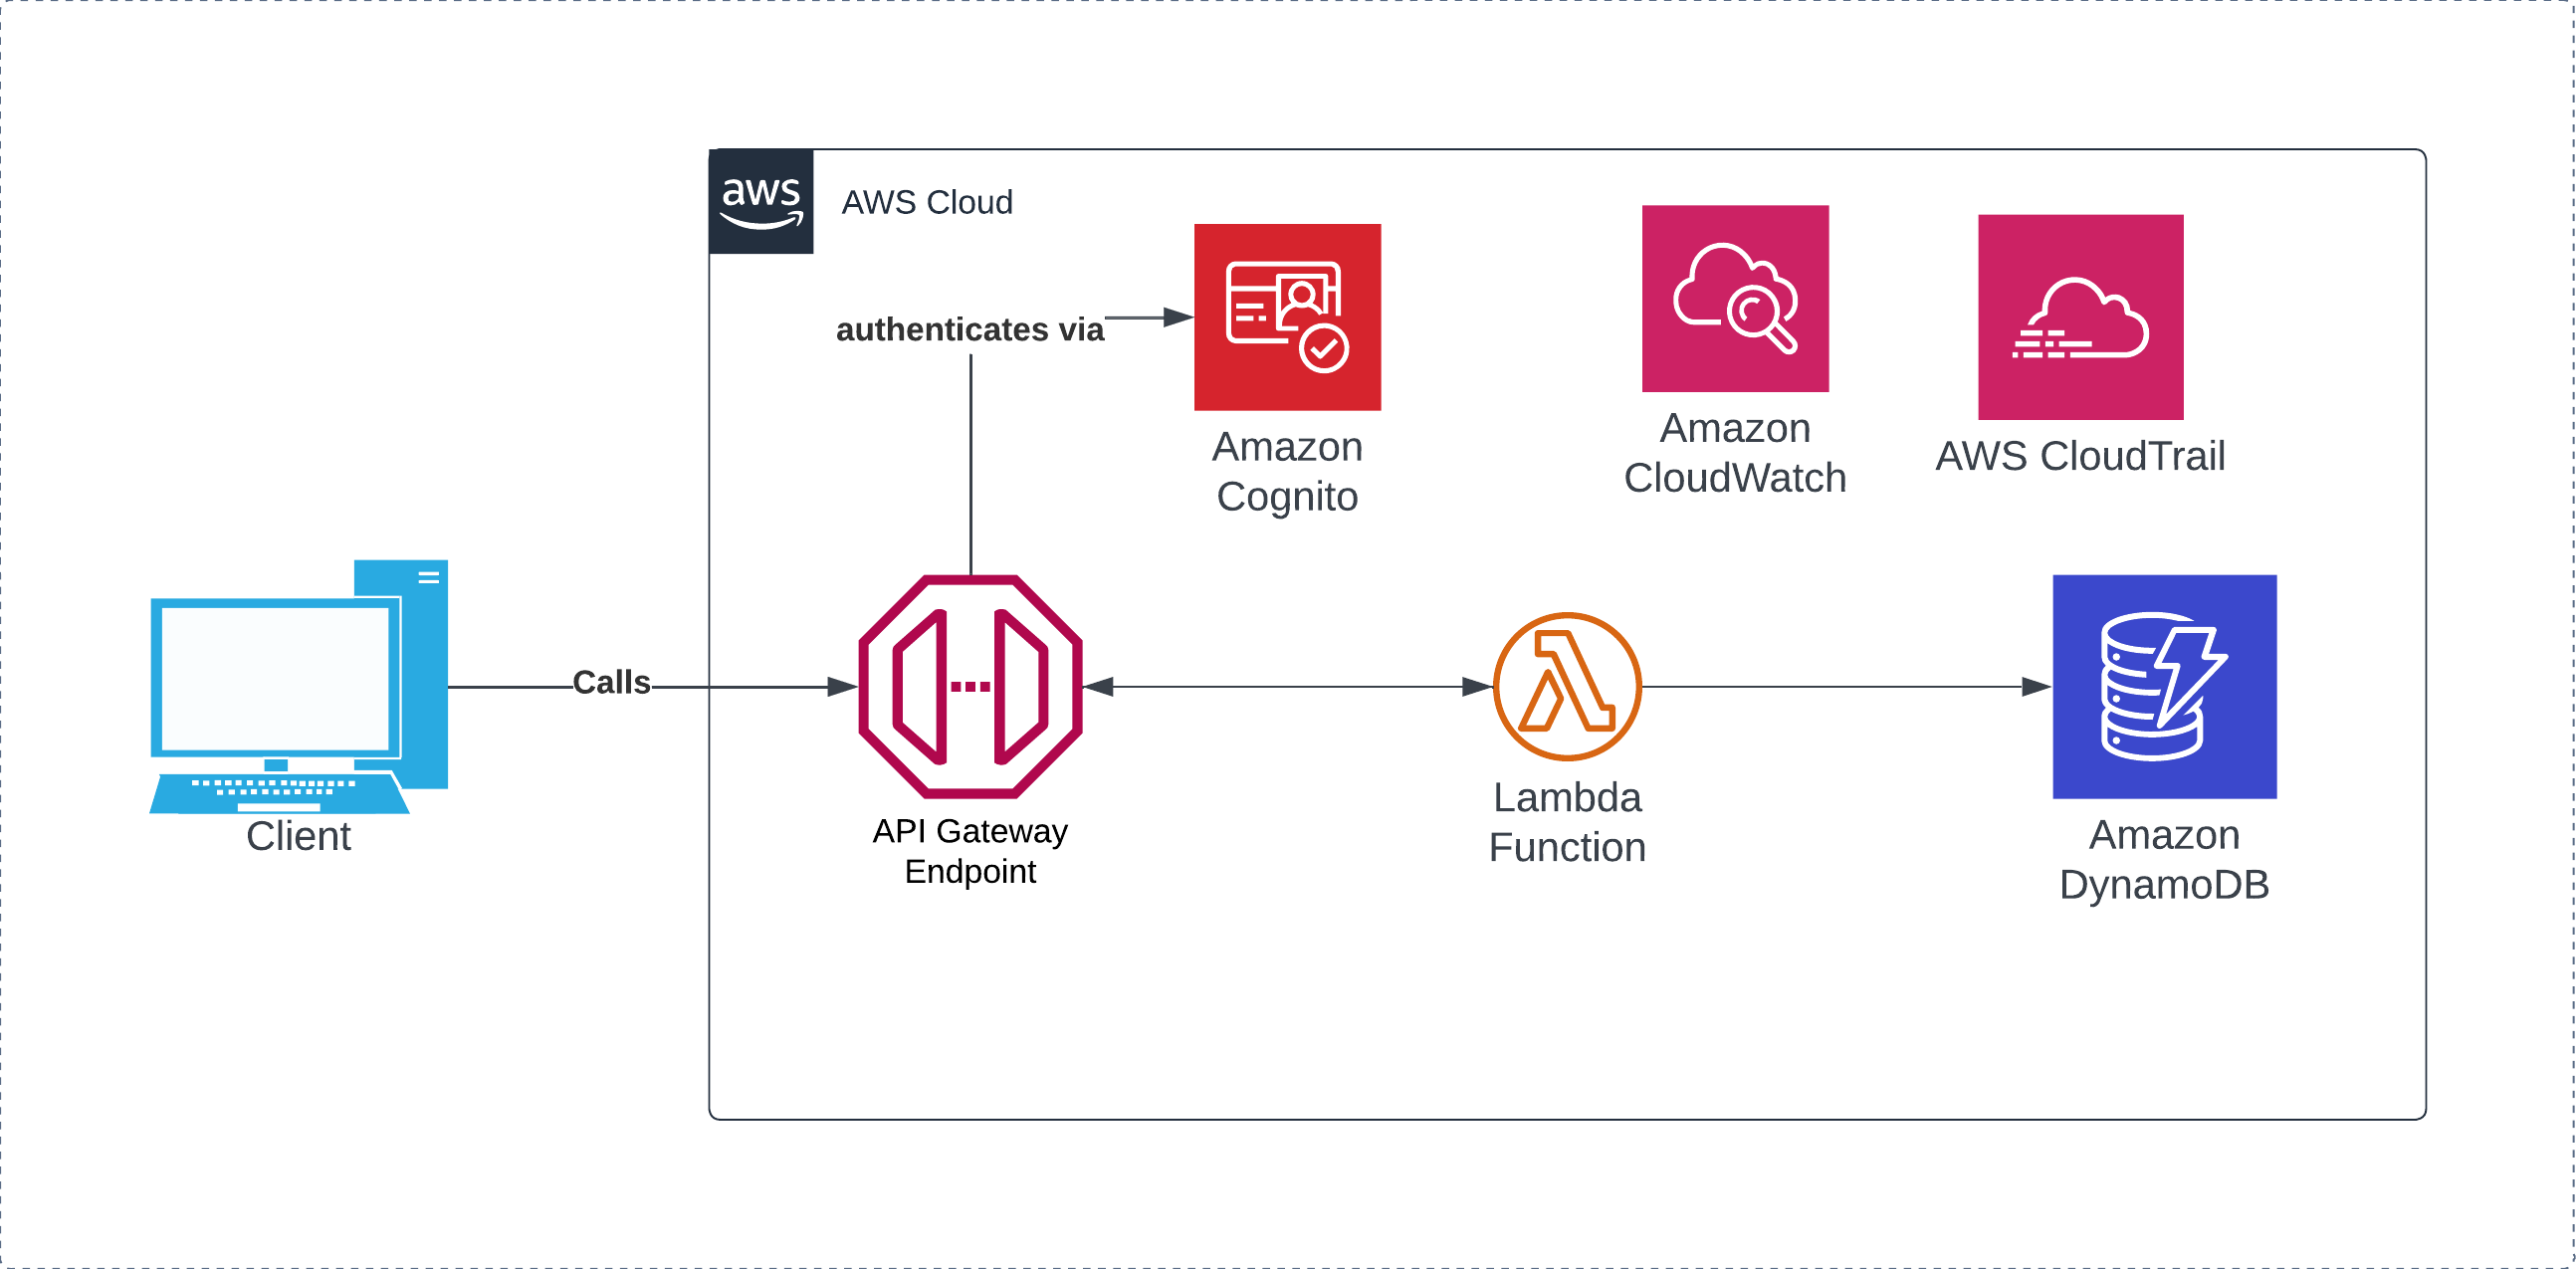 aws
AWS Cloud
authenticates via
Amazon
Cognito
Amazon
CloudWatch
AWS CloudTrail
Calls
Client
API Gateway
Endpoint
Lambda
Function
Amazon
DynamoDB